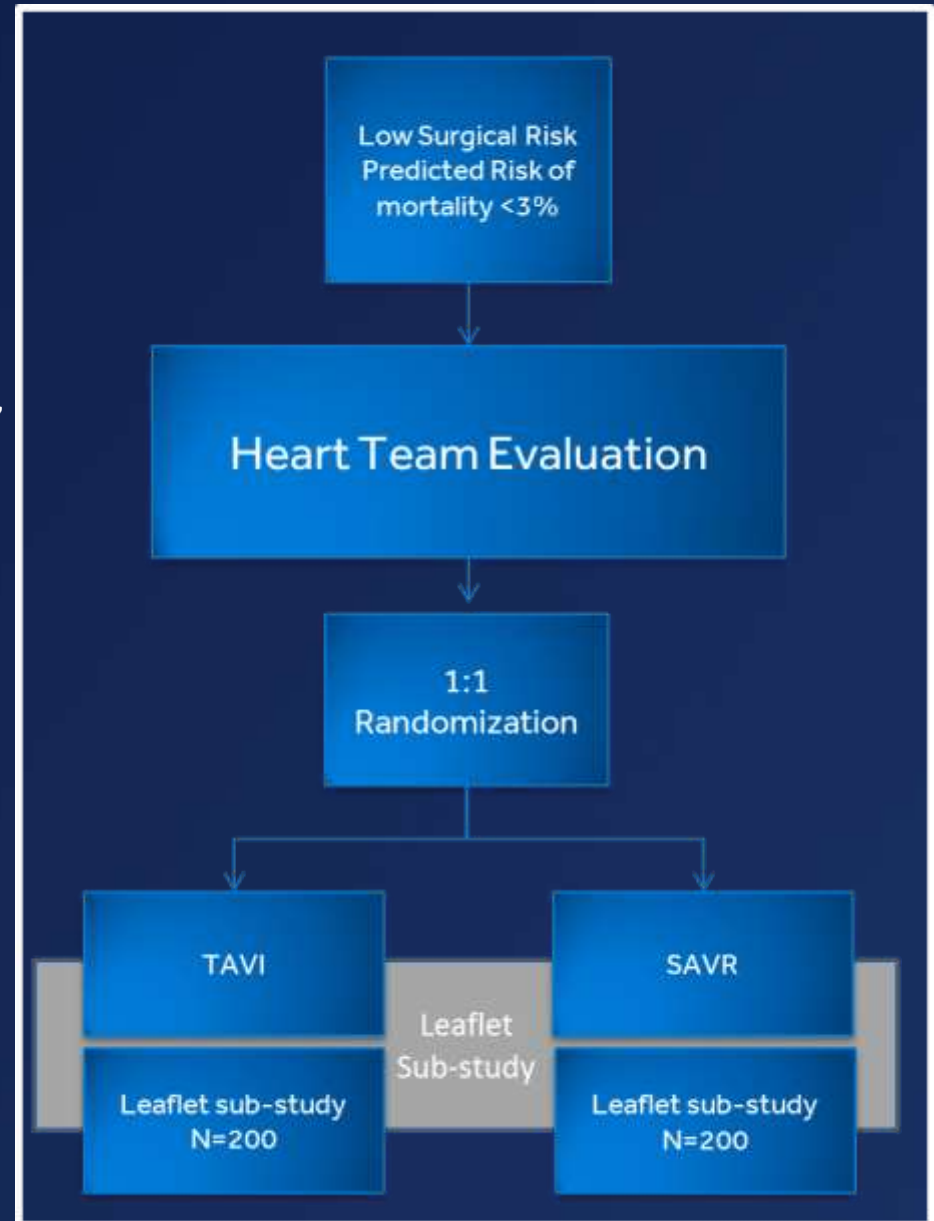 Low Surgical Risk
Predicted Risk of
mortality <3%
Heart Team Evaluation
1:1
Randomization
TAVI
SAVR
Leaflet
Sub-study
Leaflet sub-study
N=200
Leaflet sub-study
N=200